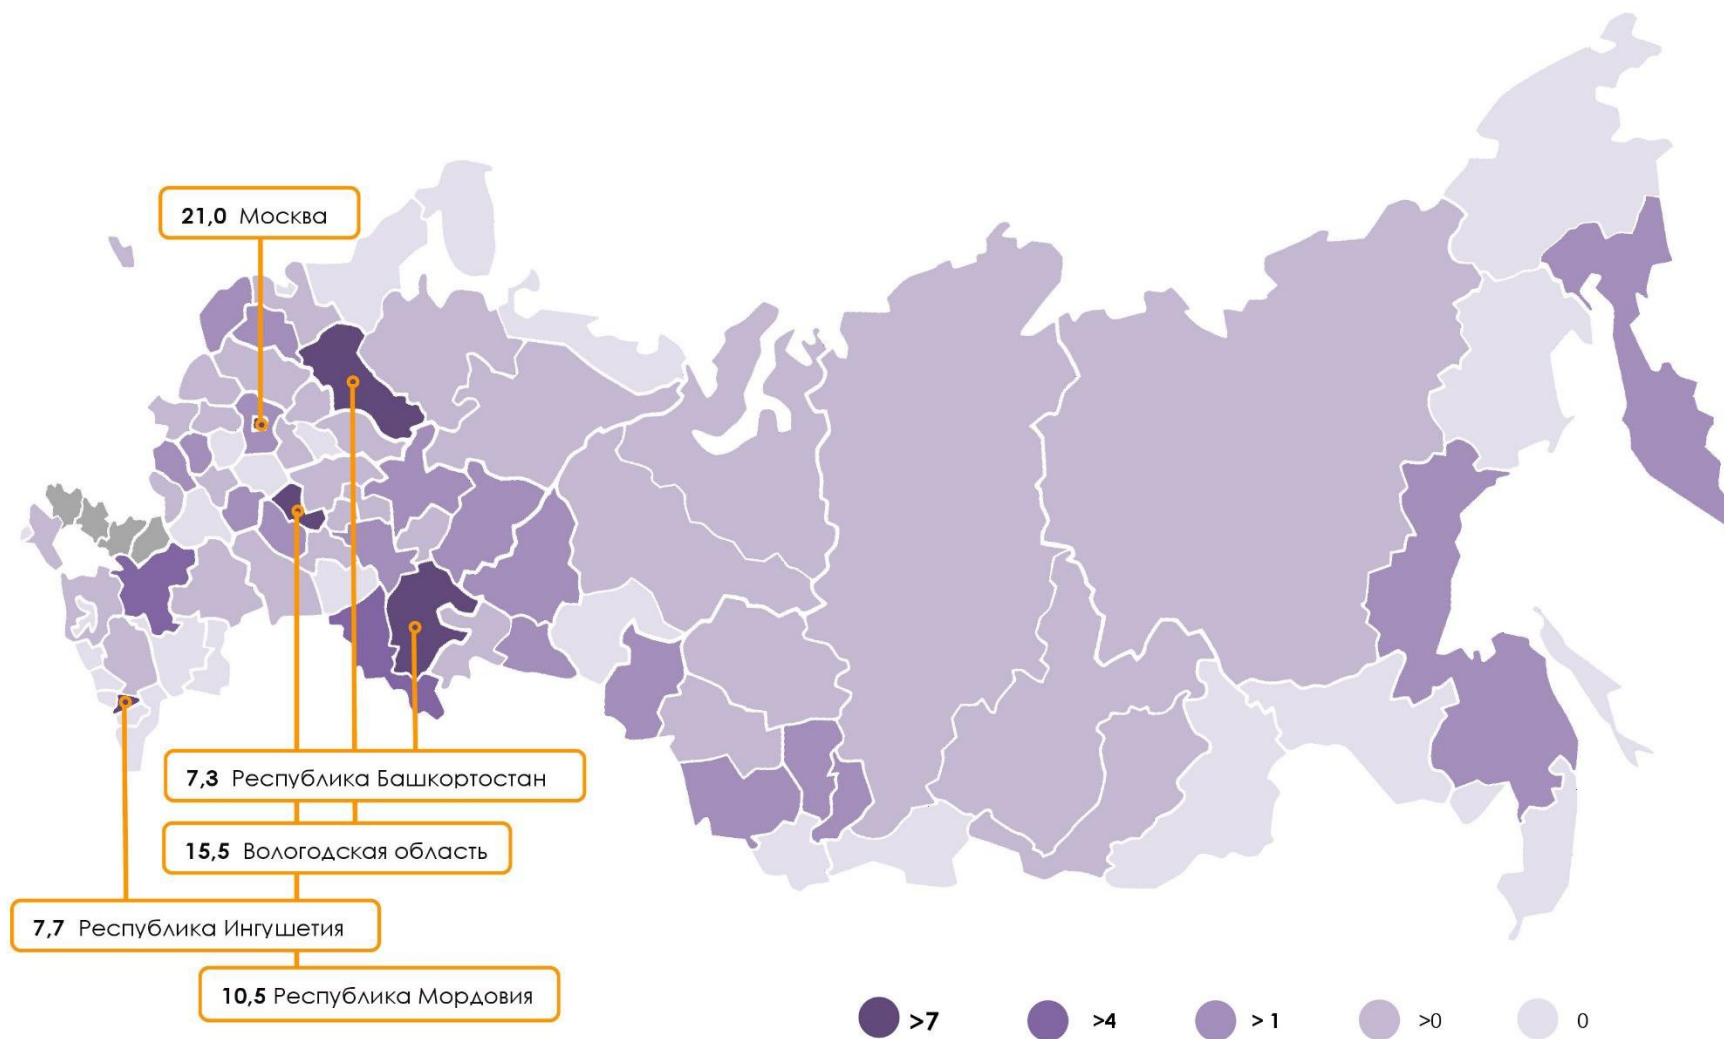 21,0 Москва
7,3 Республика Башкортостан
15,5 Вологодская область
7,7 Республика Ингушетия
10,5 Республика Мордовия
>7 >4 > 1 >0 0